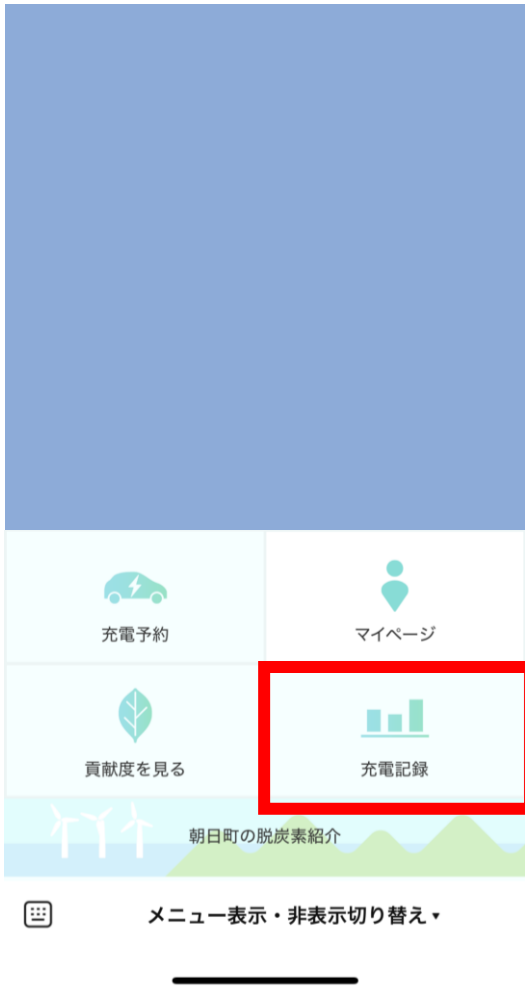 充電予約
マイページ
貢献度を見る
充電記録
朝日町の脱炭素紹介
メニュー表示・非表示切り替え▾